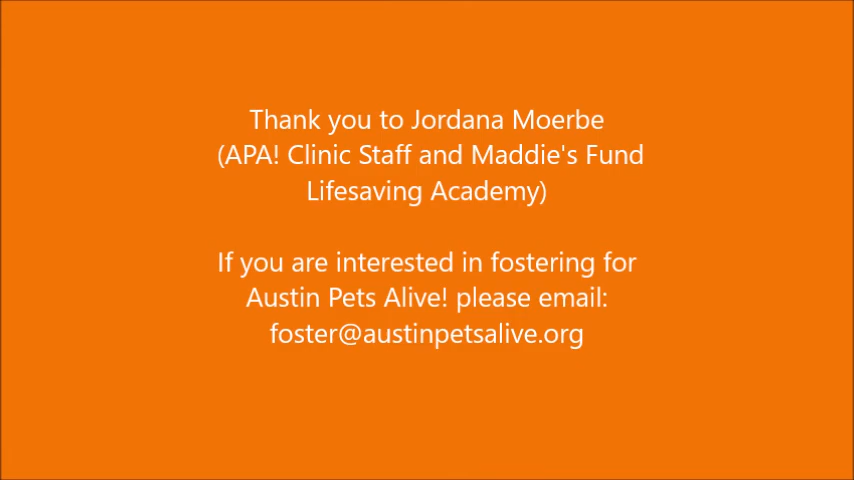 Thank you to Jordana Moerbe
(APA! Clinic Staff and Maddie's Fund
Lifesaving Academy)
If you are interested in fostering for
Austin Pets Alive! please email:
foster@austinpetsalive.org